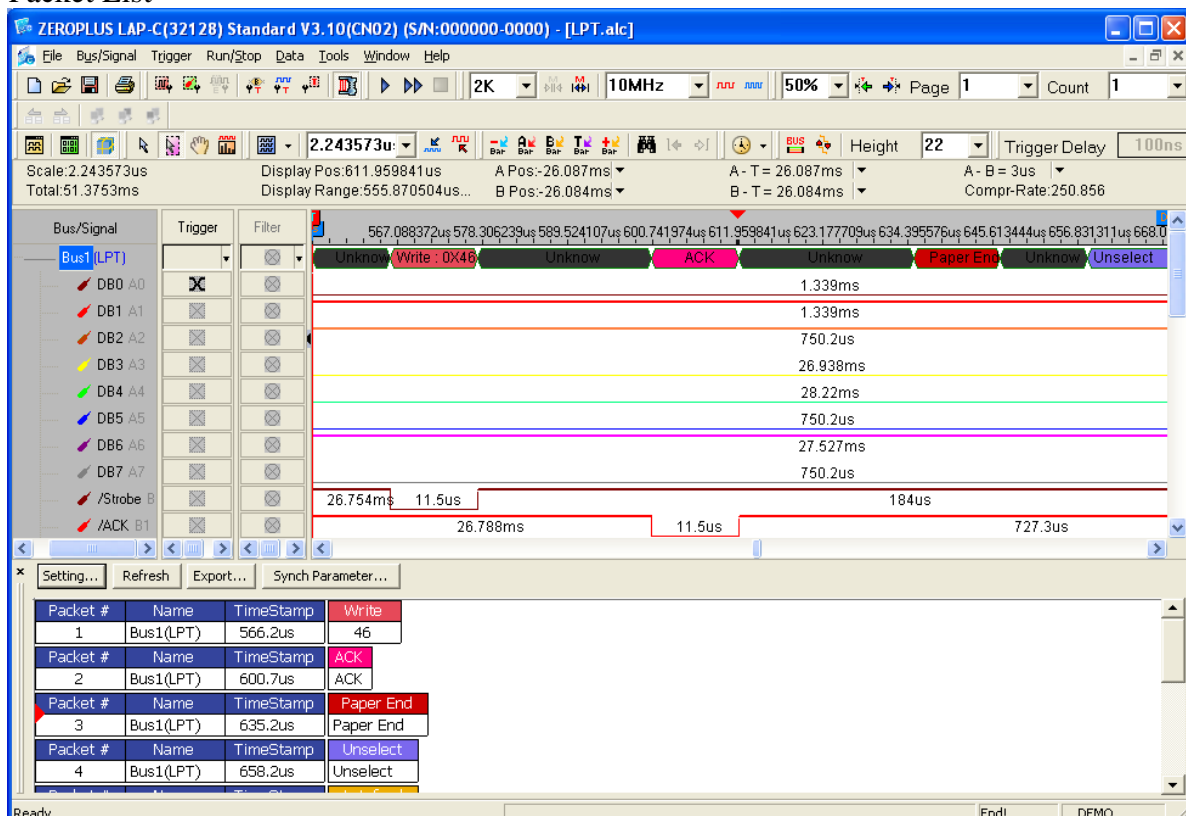 Packet List
ZEROPLUS LAP-C(32128) Standard V3.10(CN02) (S/N:000000-0000) - [LPT.alc]
File Bus/Signal Trigger Run/Stop Data Tools Window Help
2K 10MHz 50% Page 1 Count 1
2.243573u: Bar Bar Bar Bar Bar BUS Height 22 Trigger Delay 100ns
Scale:2.243573us Display Pos:611.959841us A Pos:-26.087ms A - T = 26.087ms A - B = 3us
Total:51.3753ms Display Range:555.870504us... B Pos:-26.084ms B - T = 26.084ms Compr-Rate:250.856
Bus/Signal Trigger Filter 567.088372us 578.306239us 589.524107us 600.741974us 611.959841us 623.177709us 634.395576us 645.613444us 656.831311us 668.0
Bus1(LPT) Unknow Write : 0X46 Unknow ACK Unknow Paper End Unknow Unselect
DB0 A0 1.339ms
DB1 A1 1.339ms
DB2 A2 750.2us
DB3 A3 26.938ms
DB4 A4 28.22ms
DB5 A5 750.2us
DB6 A6 27.527ms
DB7 A7 750.2us
/Strobe B 26.754ms 11.5us 184us
/ACK B1 26.788ms 11.5us 727.3us
Setting... Refresh Export... Synch Parameter...
Packet # Name TimeStamp Write
1 Bus1(LPT) 566.2us 46
Packet # Name TimeStamp ACK
2 Bus1(LPT) 600.7us ACK
Packet # Name TimeStamp Paper End
3 Bus1(LPT) 635.2us Paper End
Packet # Name TimeStamp Unselect
4 Bus1(LPT) 658.2us Unselect
Ready End! DEMO